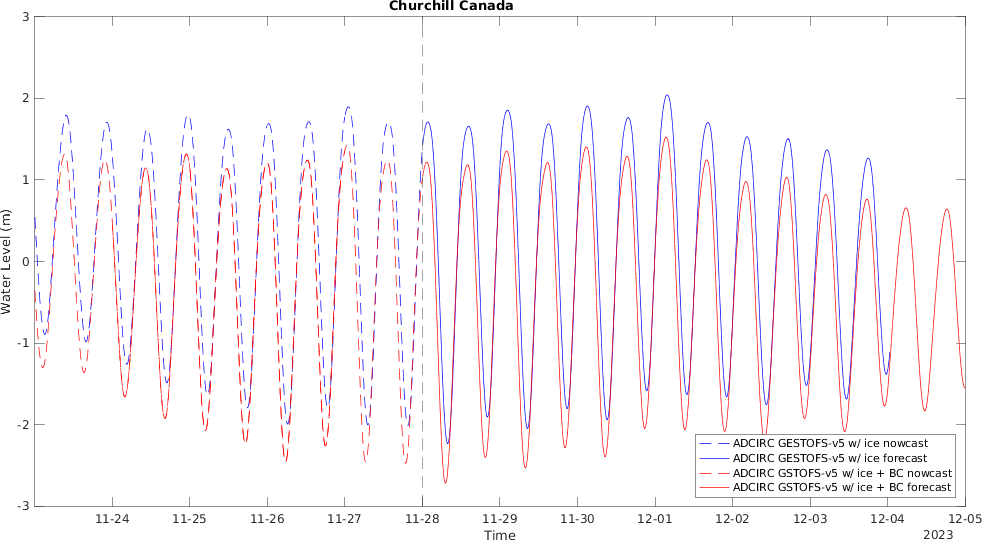 Churchill Canada
3
2
1
0
-1
-2
-3
Water Level (m)
ADCIRC GESTOFS-v5 w/ ice nowcast
ADCIRC GESTOFS-v5 w/ ice forecast
ADCIRC GSTOFS-v5 w/ ice + BC nowcast
ADCIRC GSTOFS-v5 w/ ice + BC forecast
11-24 11-25 11-26 11-27 11-28 11-29 11-30 12-01 12-02 12-03 12-04 12-05
Time 2023